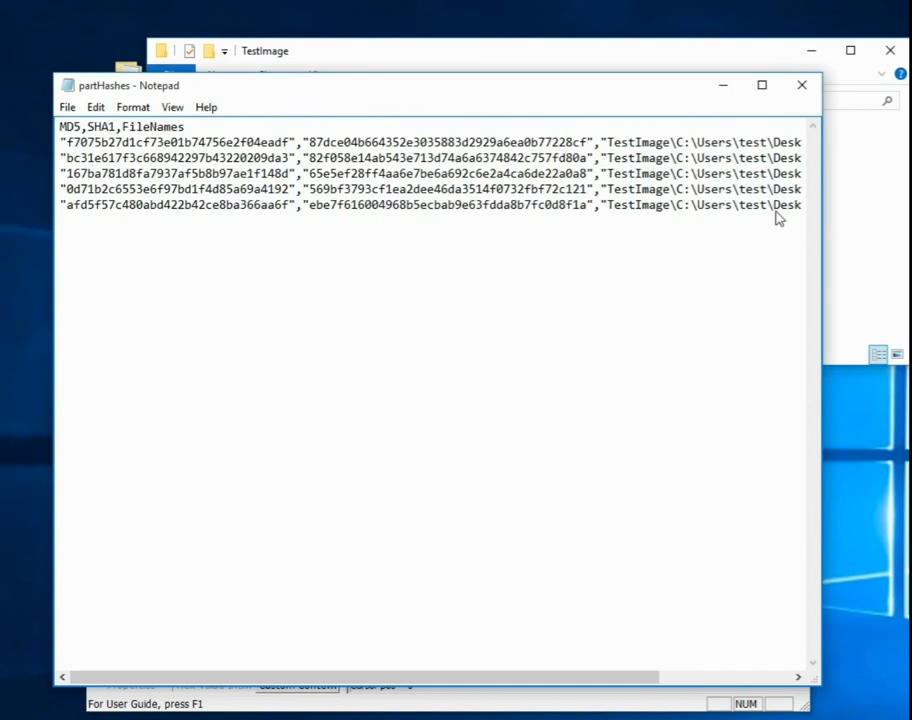 TestImage
partHashes - Notepad
File Edit Format View Help
MD5,SHA1,FileNames
"f7075b27d1cf73e01b74756e2f04eadf","87dce04b664352e3035883d2929a6ea0b77228cf","TestImage\C:\Users\test\Desk
"bc31e617f3c668942297b43220209da3","82f058e14ab543e713d74a6a6374842c757fd80a","TestImage\C:\Users\test\Desk
"167ba781d8fa7937af5b8b97ae1f148d","65e5ef28ff4aa6e7be6a692c6e2a4ca6de22a0a8","TestImage\C:\Users\test\Desk
"0d71b2c6553e6f97bd1f4d85a69a4192","569bf3793cf1ea2dee46da3514f0732fbf72c121","TestImage\C:\Users\test\Desk
"afd5f57c480abd422b42ce8ba366aa6f","ebe7f616004968b5ecbab9e63fdda8b7fc0d8f1a","TestImage\C:\Users\test\Desk
For User Guide, press F1
NUM